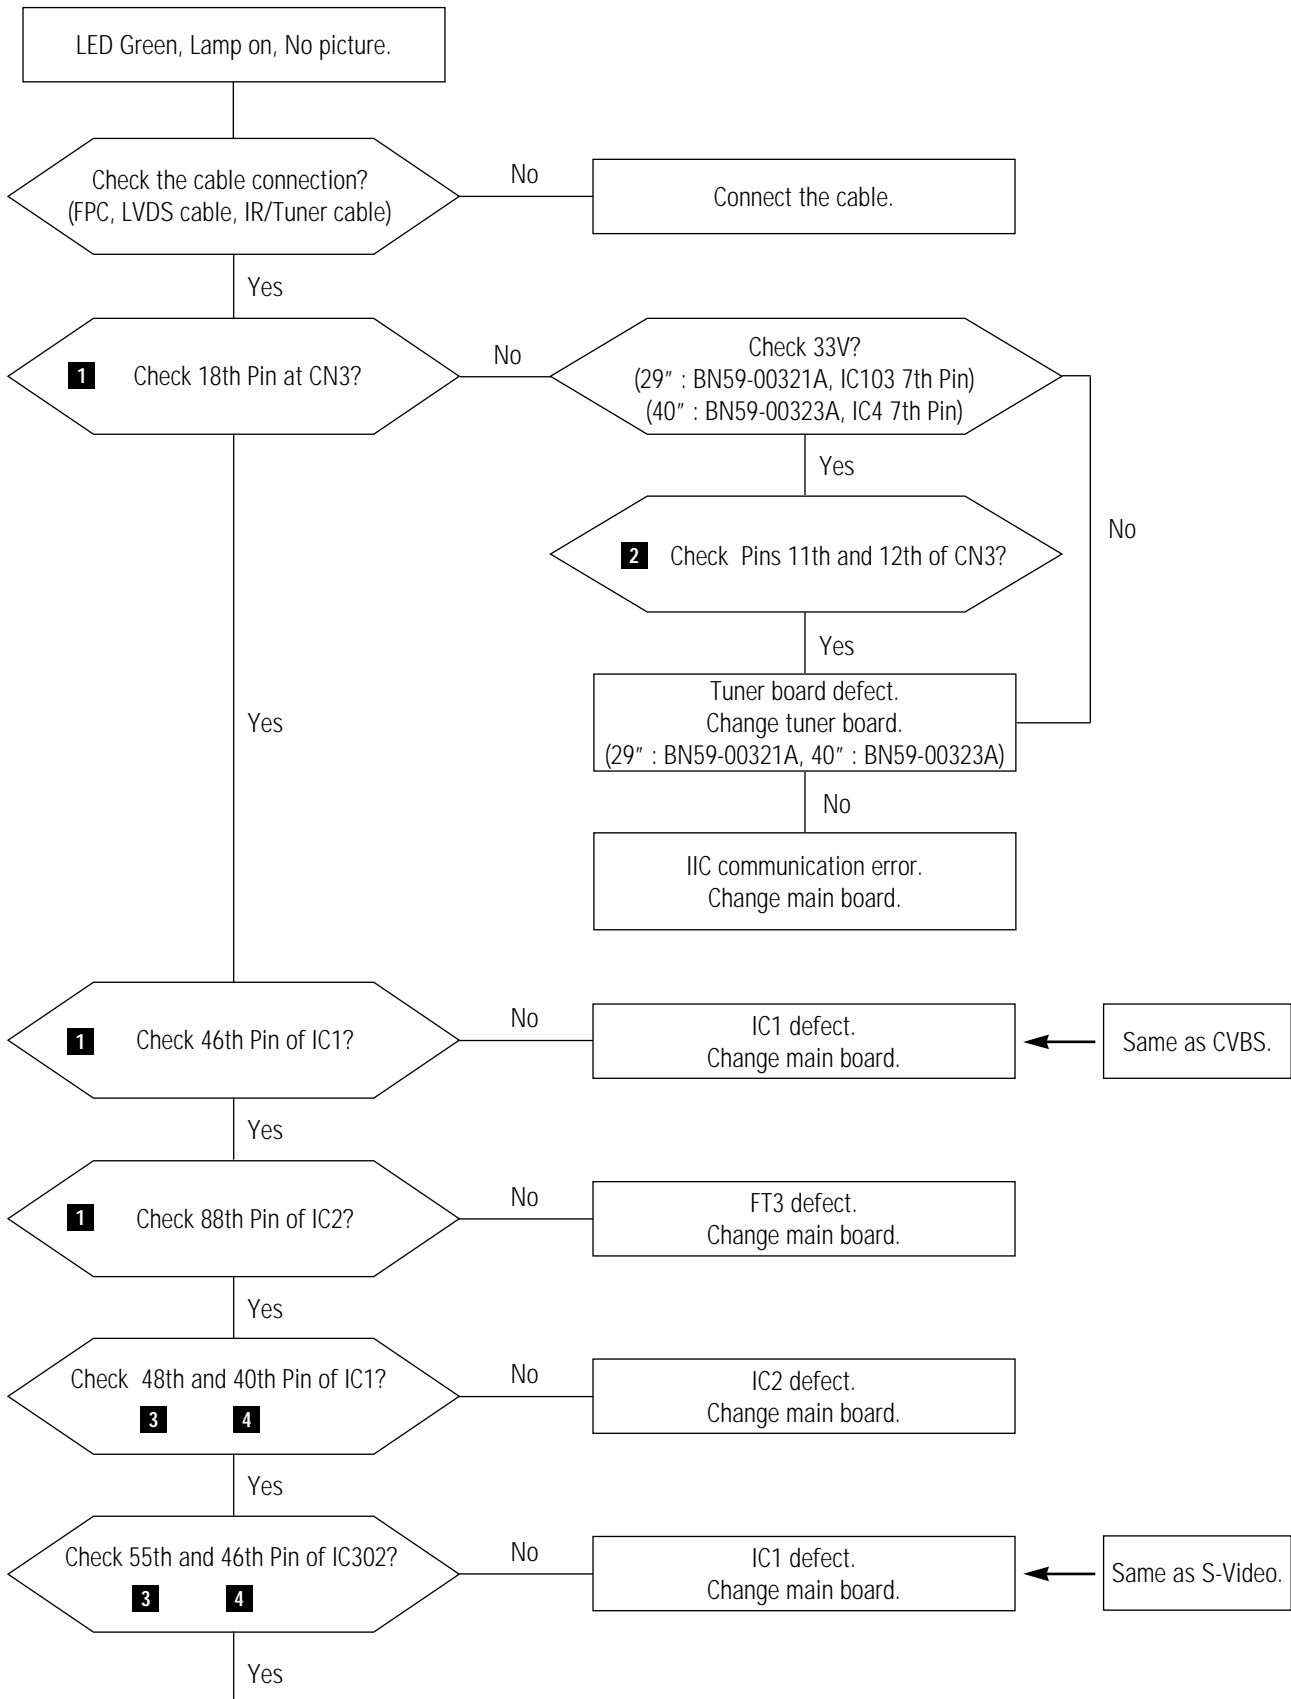 LED Green, Lamp on, No picture.
Check the cable connection?
(FPC, LVDS cable, IR/Tuner cable)
No
Connect the cable.
Yes
1 Check 18th Pin at CN3?
No
Check 33V?
(29″ : BN59-00321A, IC103 7th Pin)
(40″ : BN59-00323A, IC4 7th Pin)
Yes
No
2 Check Pins 11th and 12th of CN3?
Yes
Tuner board defect.
Change tuner board.
(29″ : BN59-00321A, 40″ : BN59-00323A)
Yes
No
IIC communication error.
Change main board.
1 Check 46th Pin of IC1?
No
IC1 defect.
Change main board.
Same as CVBS.
Yes
1 Check 88th Pin of IC2?
No
FT3 defect.
Change main board.
Yes
Check 48th and 40th Pin of IC1?
3 4
No
IC2 defect.
Change main board.
Yes
Check 55th and 46th Pin of IC302?
3 4
No
IC1 defect.
Change main board.
Same as S-Video.
Yes